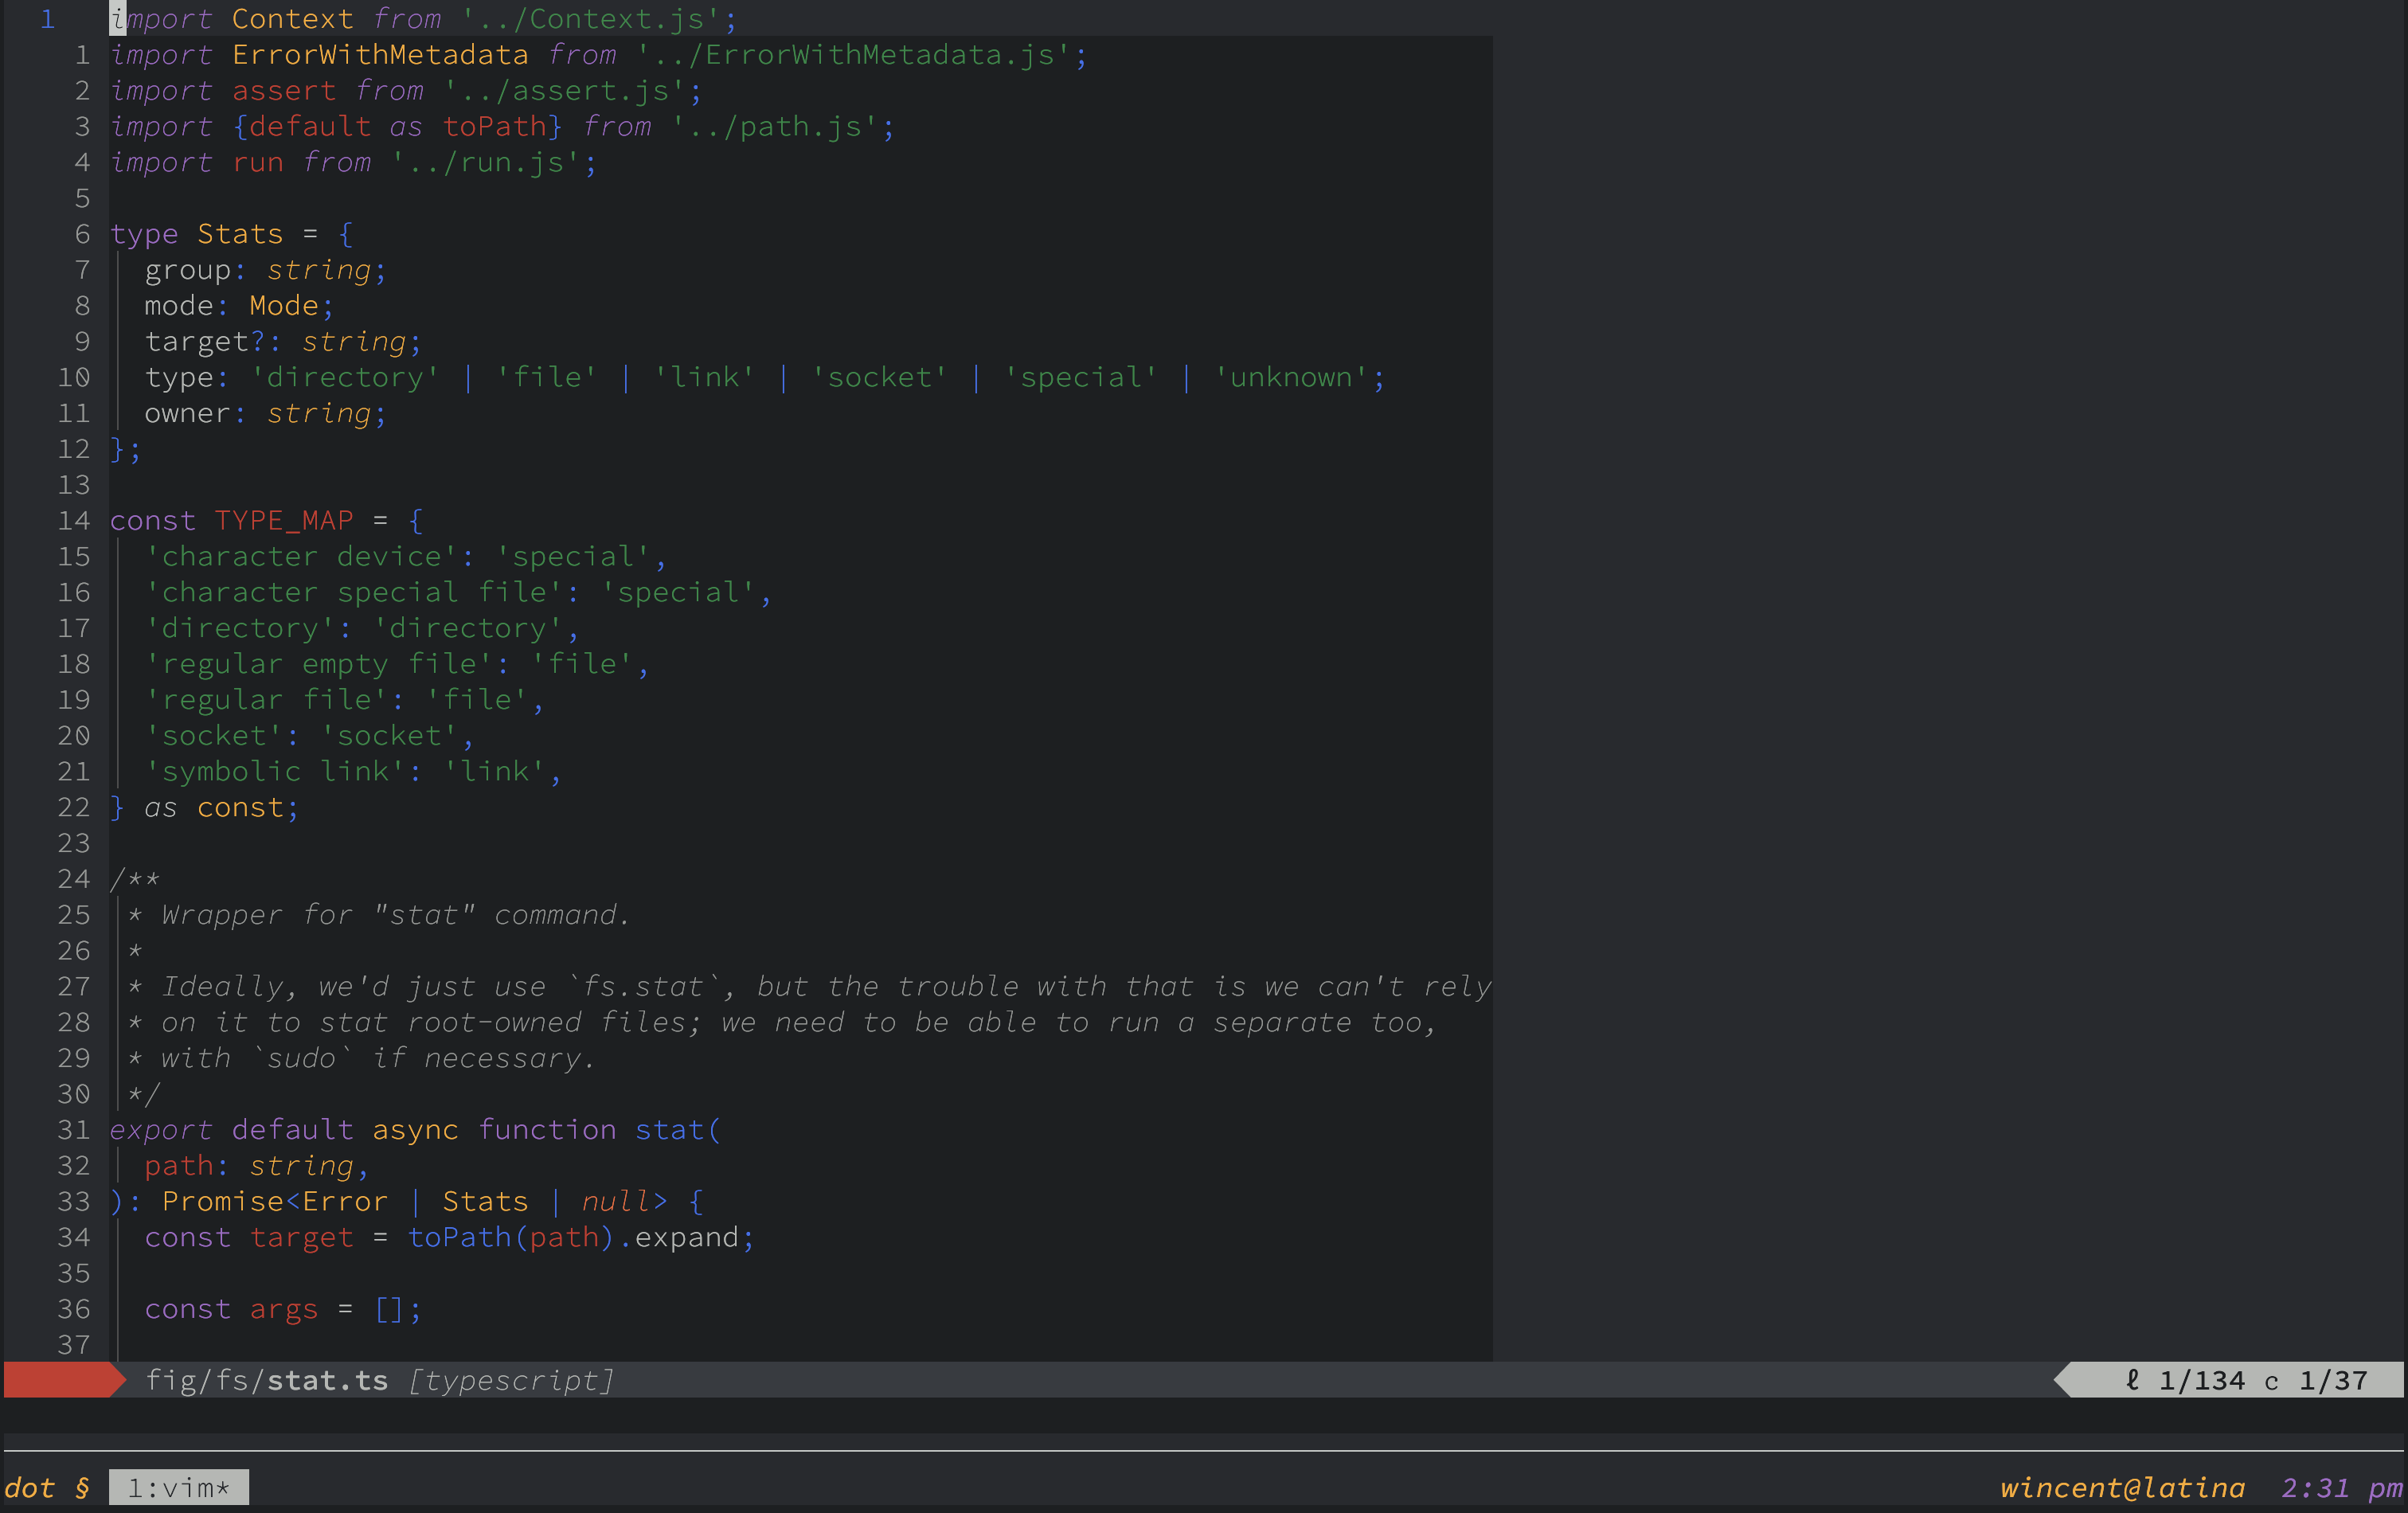 1 import Context from '../Context.js';
1 import ErrorWithMetadata from '../ErrorWithMetadata.js';
2 import assert from '../assert.js';
3 import {default as toPath} from '../path.js';
4 import run from '../run.js';
5
6 type Stats = {
7   group: string;
8   mode: Mode;
9   target?: string;
10   type: 'directory' | 'file' | 'link' | 'socket' | 'special' | 'unknown';
11   owner: string;
12 };
13
14 const TYPE_MAP = {
15   'character device': 'special',
16   'character special file': 'special',
17   'directory': 'directory',
18   'regular empty file': 'file',
19   'regular file': 'file',
20   'socket': 'socket',
21   'symbolic link': 'link',
22 } as const;
23
24 /**
25  * Wrapper for "stat" command.
26  *
27  * Ideally, we'd just use `fs.stat`, but the trouble with that is we can't rely
28  * on it to stat root-owned files; we need to be able to run a separate too,
29  * with `sudo` if necessary.
30  */
31 export default async function stat(
32   path: string,
33 ): Promise<Error | Stats | null> {
34   const target = toPath(path).expand;
35
36   const args = [];
37
fig/fs/stat.ts [typescript] ℓ 1/134 c 1/37
dot § 1:vim* wincent@latina 2:31 pm